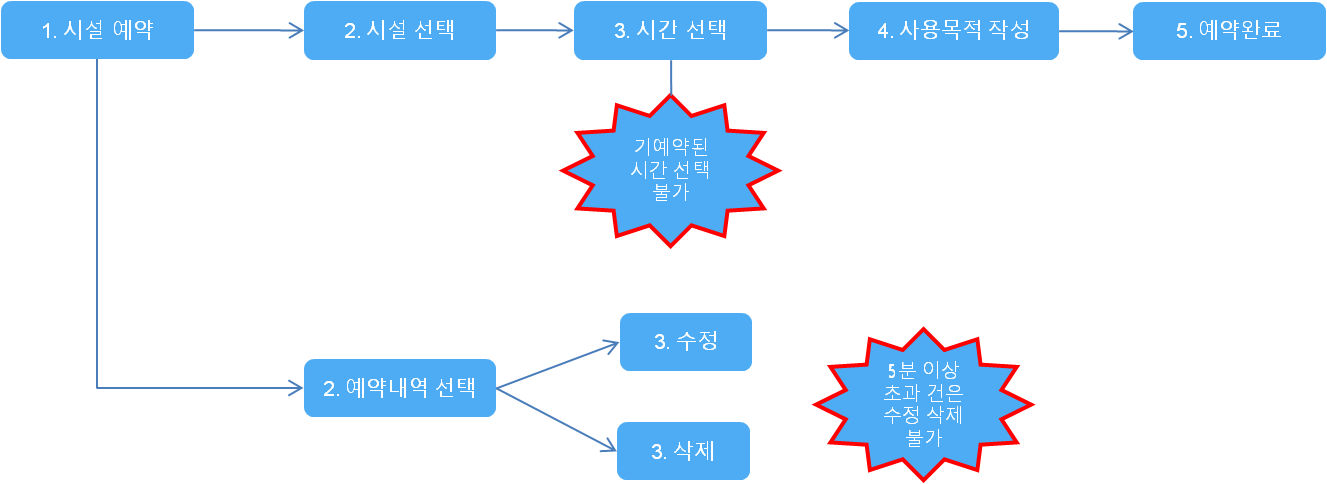 1. 시설 예약
2. 시설 선택
3. 시간 선택
4. 사용목적 작성
5. 예약완료
기예약된
시간 선택
불가
2. 예약내역 선택
3. 수정
3. 삭제
5분 이상
초과 건은
수정 삭제
불가